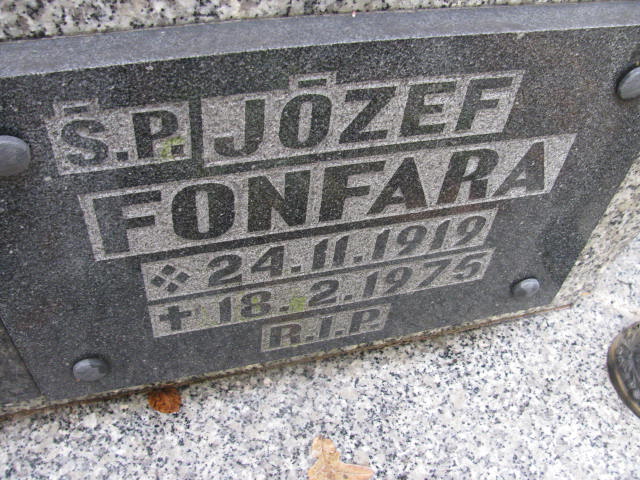 Ś.P. JÓZEF
FONFARA
❖ 24.11.1919
✝ 18.2.1975
R.I.P.